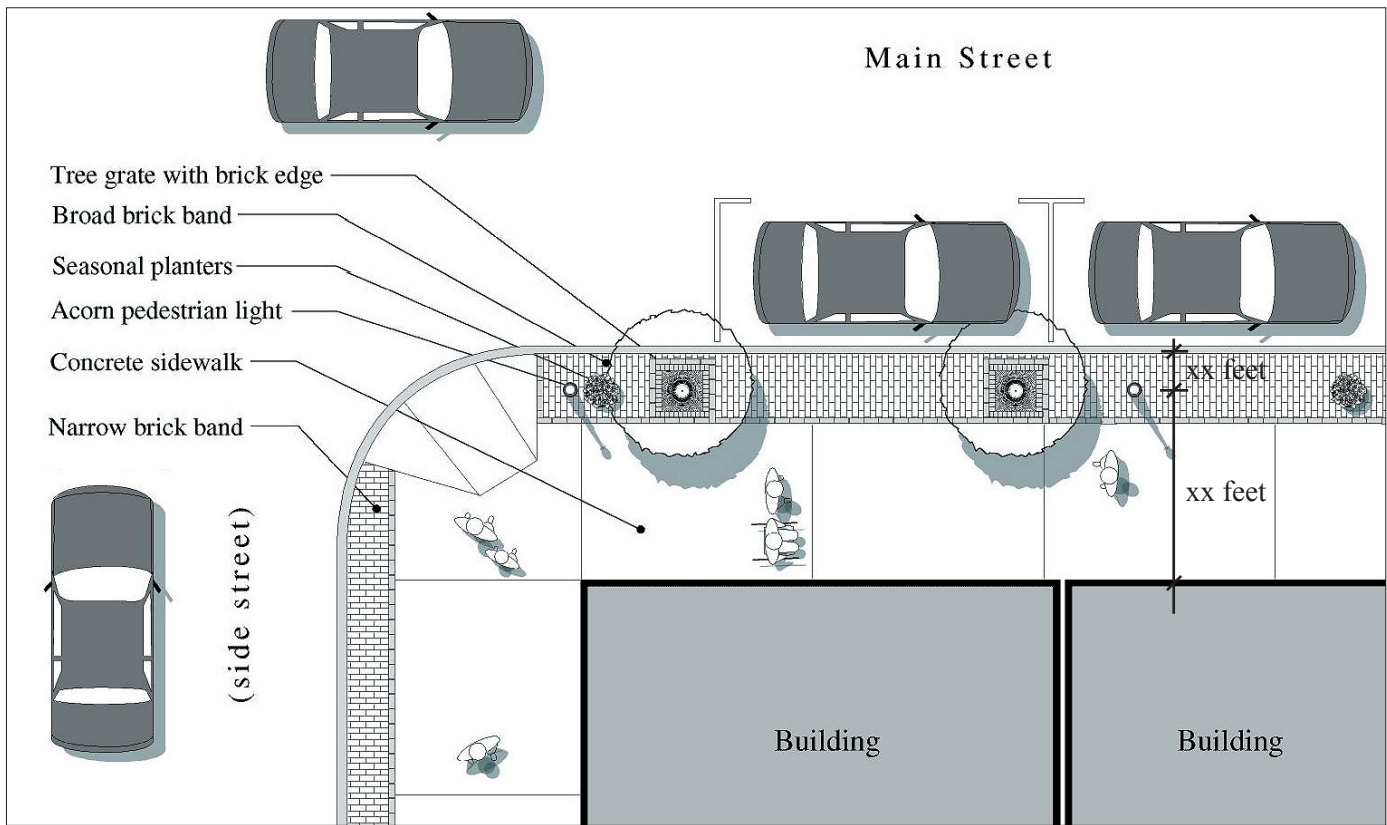 Main Street
Tree grate with brick edge
Broad brick band
Seasonal planters
Acorn pedestrian light
Concrete sidewalk
Narrow brick band
xx feet
xx feet
(side street)
Building
Building